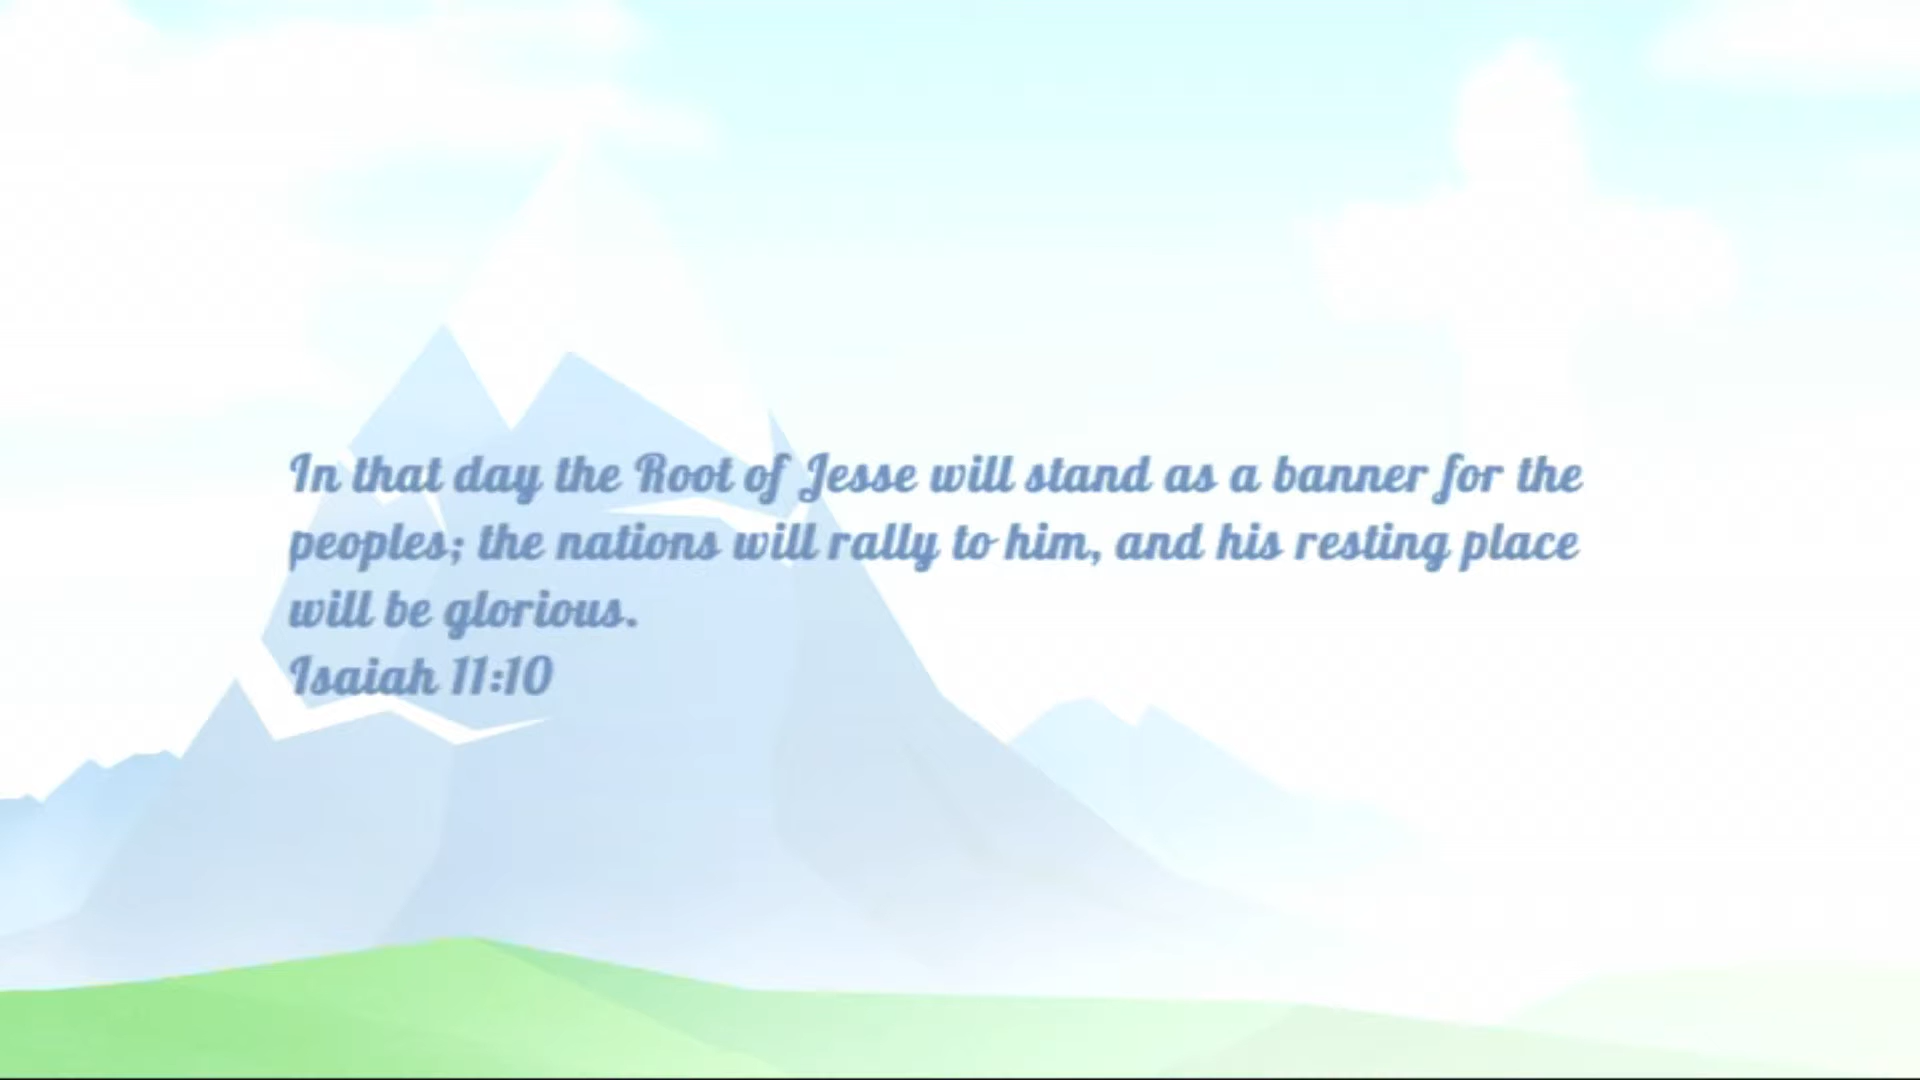 In that day the Root of Jesse will stand as a banner for the
peoples; the nations will rally to him, and his resting place
will be glorious.
Isaiah 11:10